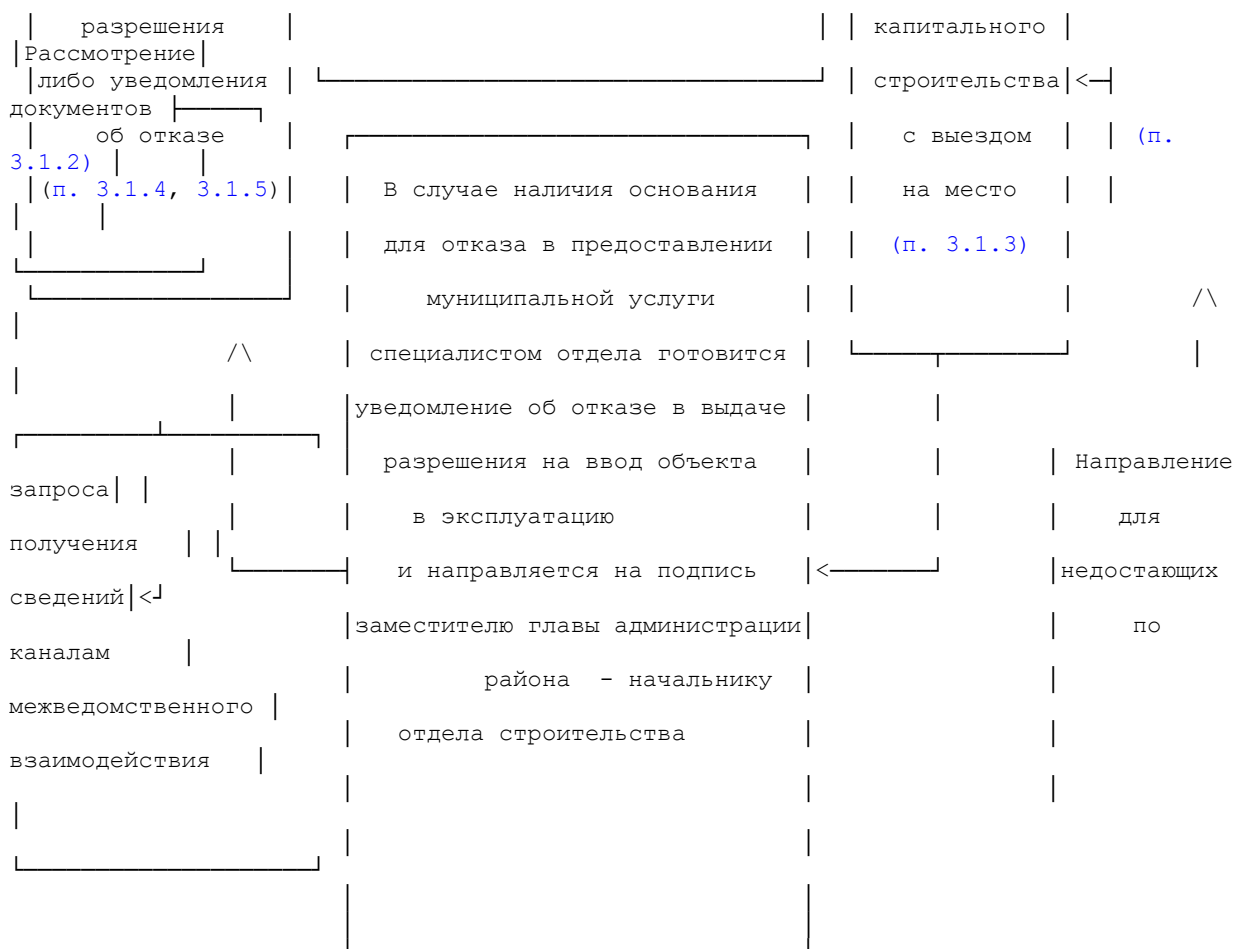 разрешения капитального
Рассмотрение
либо уведомления строительства <
документов
об отказе с выездом (п.
3.1.2)
(п. 3.1.4, 3.1.5) В случае наличия основания на место
для отказа в предоставлении (п. 3.1.3)
муниципальной услуги /\
/\ специалистом отдела готовится
уведомление об отказе в выдаче
разрешения на ввод объекта Направление
запроса
в эксплуатацию для
получения
и направляется на подпись < недостающих
сведений <
заместителю главы администрации по
каналам
района - начальнику
межведомственного
отдела строительства
взаимодействия